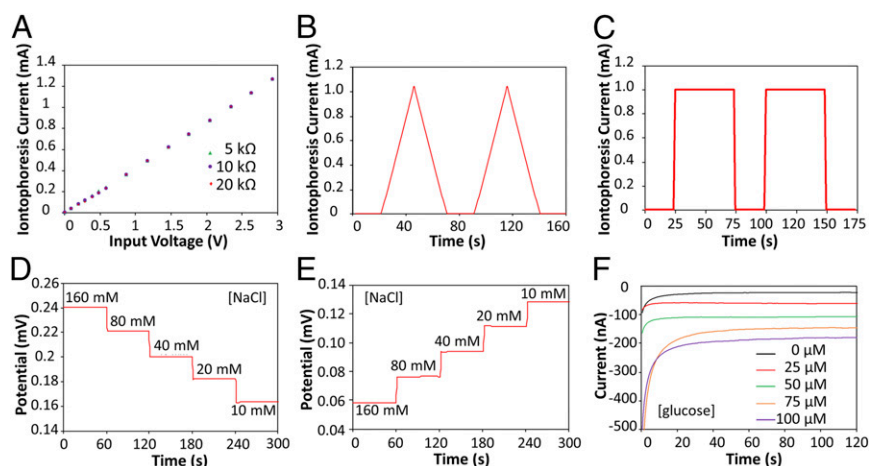 A
Iontophoresis Current (mA)
1.4
1.2
1.0
0.8
0.6
0.4
0.2
0
0 0.5 1 1.5 2 2.5 3
Input Voltage (V)
5 kΩ
10 kΩ
20 kΩ
B
Iontophoresis Current (mA)
1.2
1.0
0.8
0.6
0.4
0.2
0
0 40 80 120 160
Time (s)
C
Iontophoresis Current (mA)
1.2
1.0
0.8
0.6
0.4
0.2
0
0 25 50 75 100 125 150 175
Time (s)
D
Potential (mV)
0.26
0.24
0.22
0.2
0.18
0.16
0.14
0 60 120 180 240 300
Time (s)
[NaCl]
160 mM
80 mM
40 mM
20 mM
10 mM
E
Potential (mV)
0.14
0.12
0.10
0.08
0.06
0.04
0 60 120 180 240 300
Time (s)
[NaCl]
160 mM
80 mM
40 mM
20 mM
10 mM
F
Current (nA)
0
-100
-200
-300
-400
-500
0 20 40 60 80 100 120
Time (s)
[glucose]
0 μM
25 μM
50 μM
75 μM
100 μM